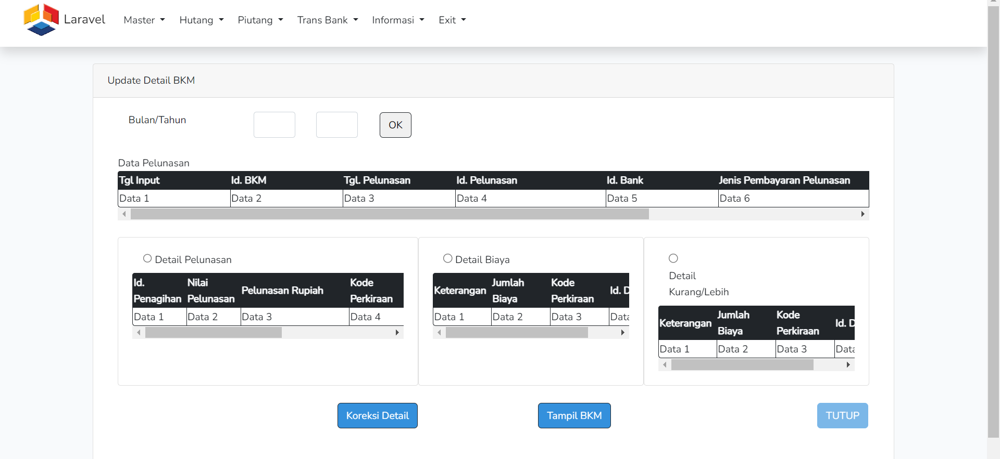 Laravel Master Hutang Piutang Trans Bank Informasi Exit
Update Detail BKM
Bulan/Tahun OK
Data Pelunasan
Tgl Input Id. BKM Tgl. Pelunasan Id. Pelunasan Id. Bank Jenis Pembayaran Pelunasan
Data 1 Data 2 Data 3 Data 4 Data 5 Data 6
Detail Pelunasan
Id. Penagihan Nilai Pelunasan Pelunasan Rupiah Kode Perkiraan
Data 1 Data 2 Data 3 Data 4
Detail Biaya
Keterangan Jumlah Biaya Kode Perkiraan Id. D
Data 1 Data 2 Data 3 Data
Detail
Kurang/Lebih
Keterangan Jumlah Biaya Kode Perkiraan Id. D
Data 1 Data 2 Data 3 Data
Koreksi Detail Tampil BKM TUTUP